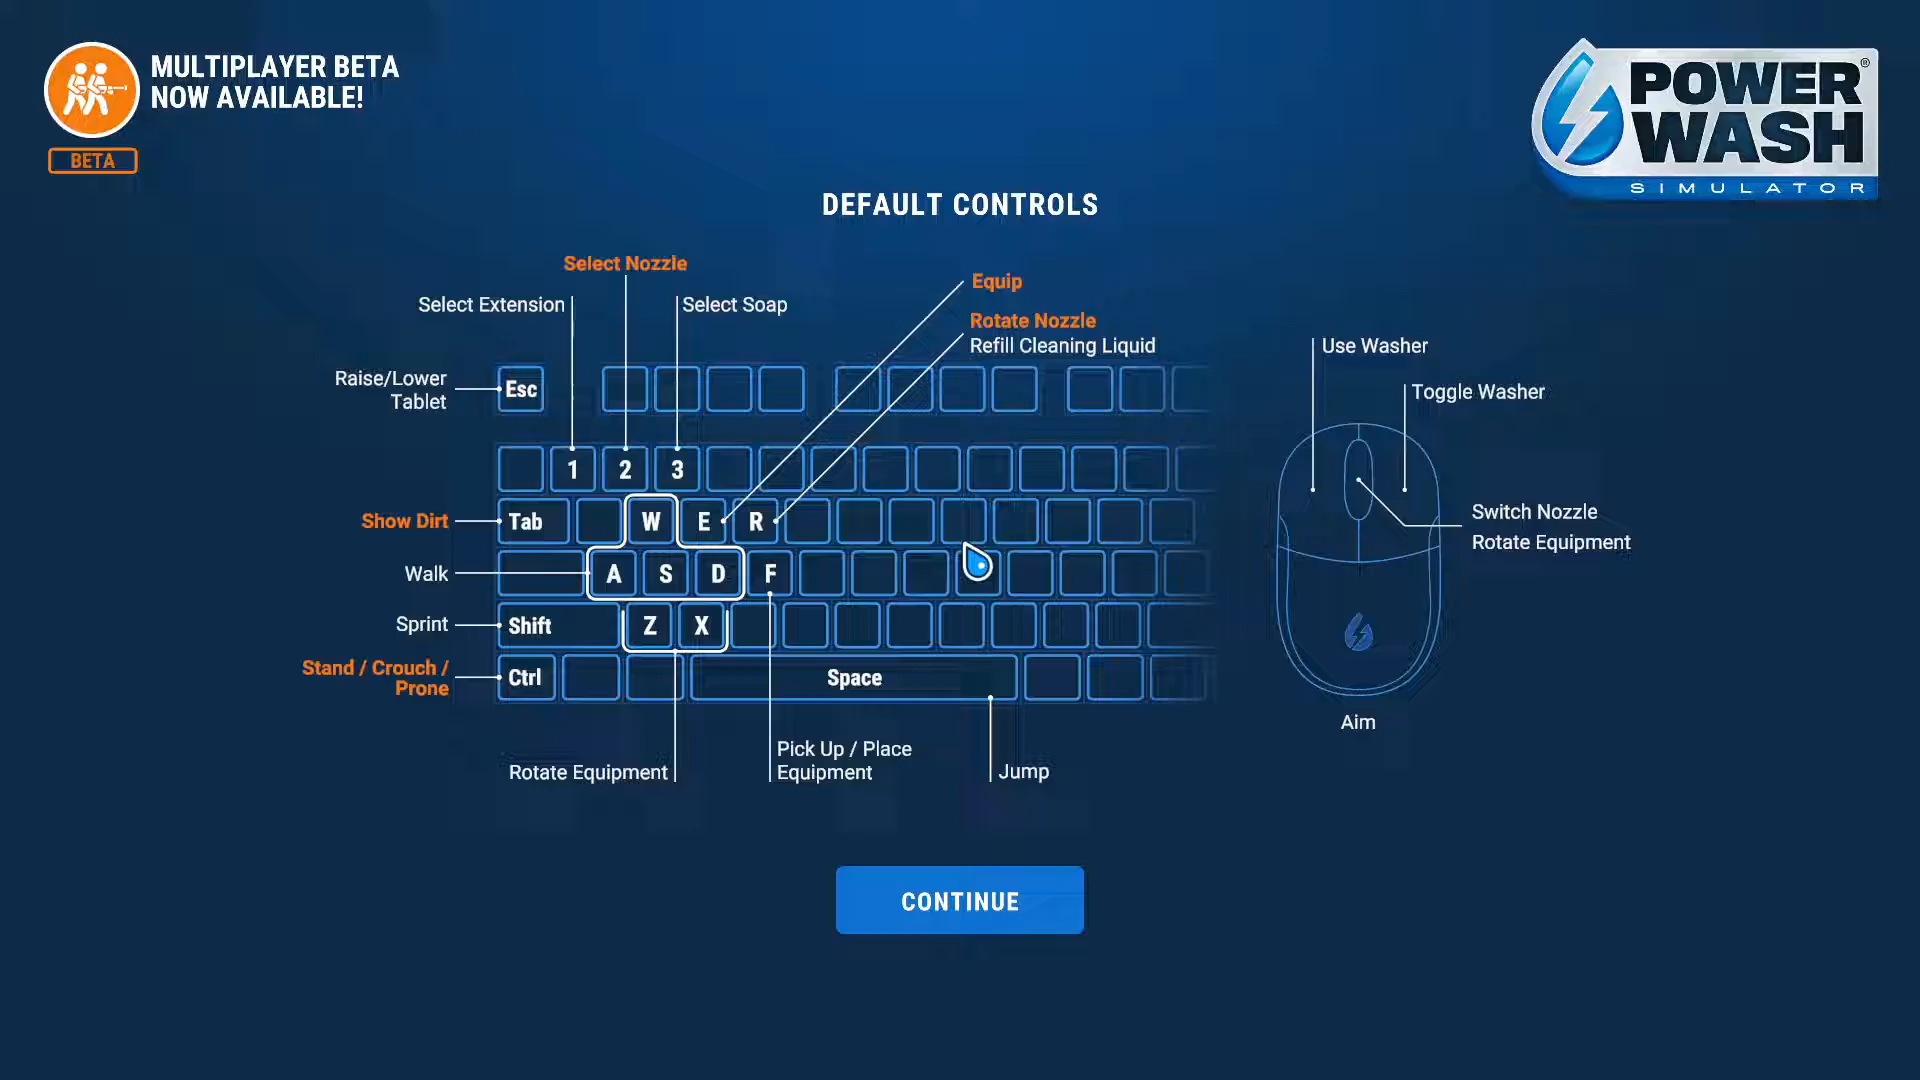 MULTIPLAYER BETA
NOW AVAILABLE!
BETA
POWER®
WASH
SIMULATOR
DEFAULT CONTROLS
Select Nozzle
Select Extension
Select Soap
Equip
Rotate Nozzle
Refill Cleaning Liquid
Use Washer
Toggle Washer
Raise/Lower
Tablet
Esc
1 2 3
Show Dirt
Tab W E R
Switch Nozzle
Rotate Equipment
Walk
A S D F
Sprint
Shift Z X
Stand / Crouch /
Prone
Ctrl Space
Aim
Rotate Equipment
Pick Up / Place
Equipment
Jump
CONTINUE